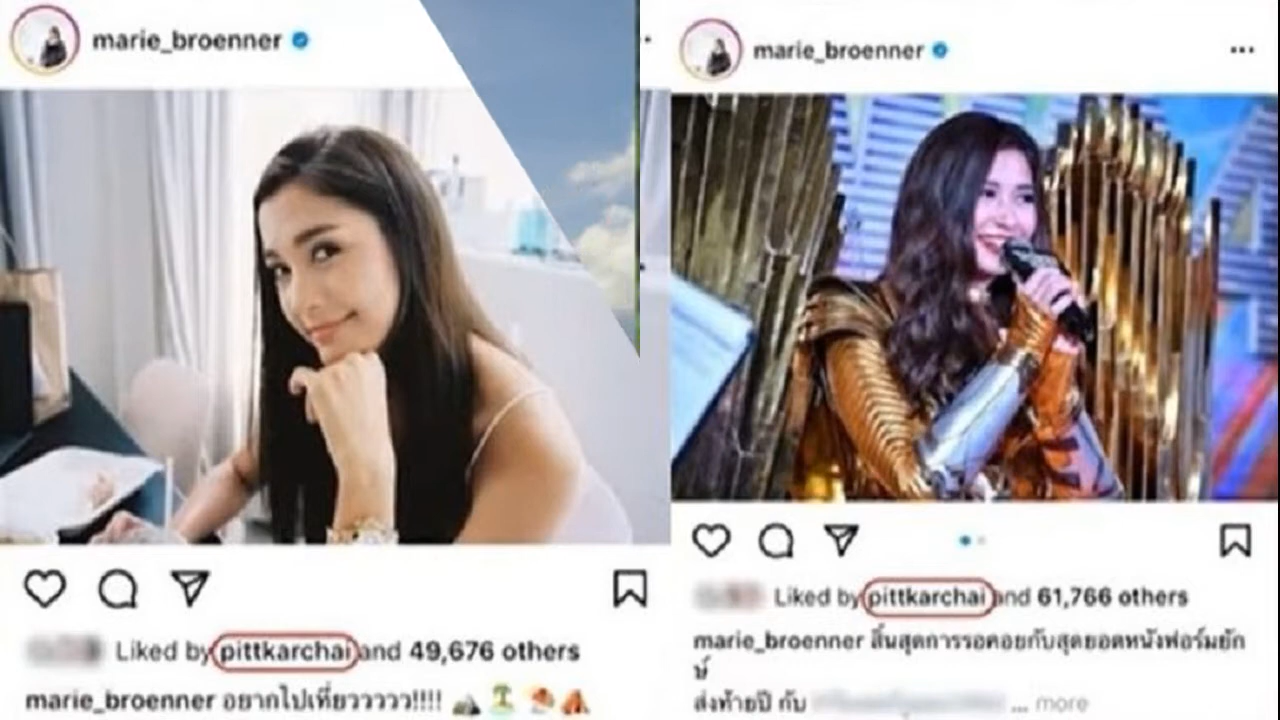 marie_broenner
Liked by pittkarchai and 49,676 others
marie_broenner อยากไปเที่ยววววว!!!!
marie_broenner
Liked by pittkarchai and 61,766 others
marie_broenner สิ้นสุดการรอคอยกับสุดยอดหนังฟอร์มยัก
ษ์
ส่งท้ายปี กับ ... more